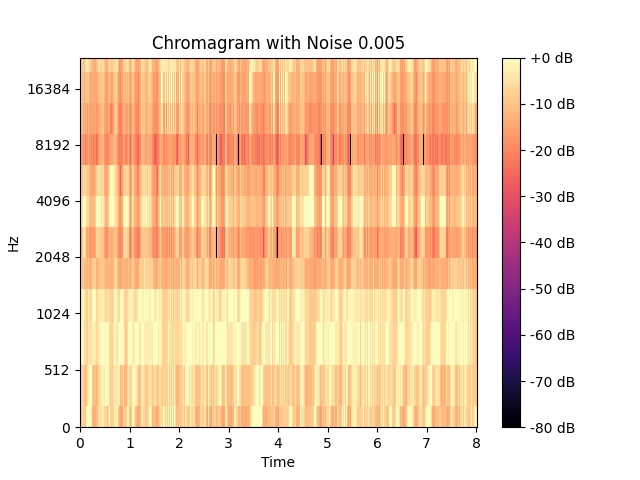 Chromagram with Noise 0.005
Hz
16384
8192
4096
2048
1024
512
0
0 1 2 3 4 5 6 7 8
Time
+0 dB
-10 dB
-20 dB
-30 dB
-40 dB
-50 dB
-60 dB
-70 dB
-80 dB